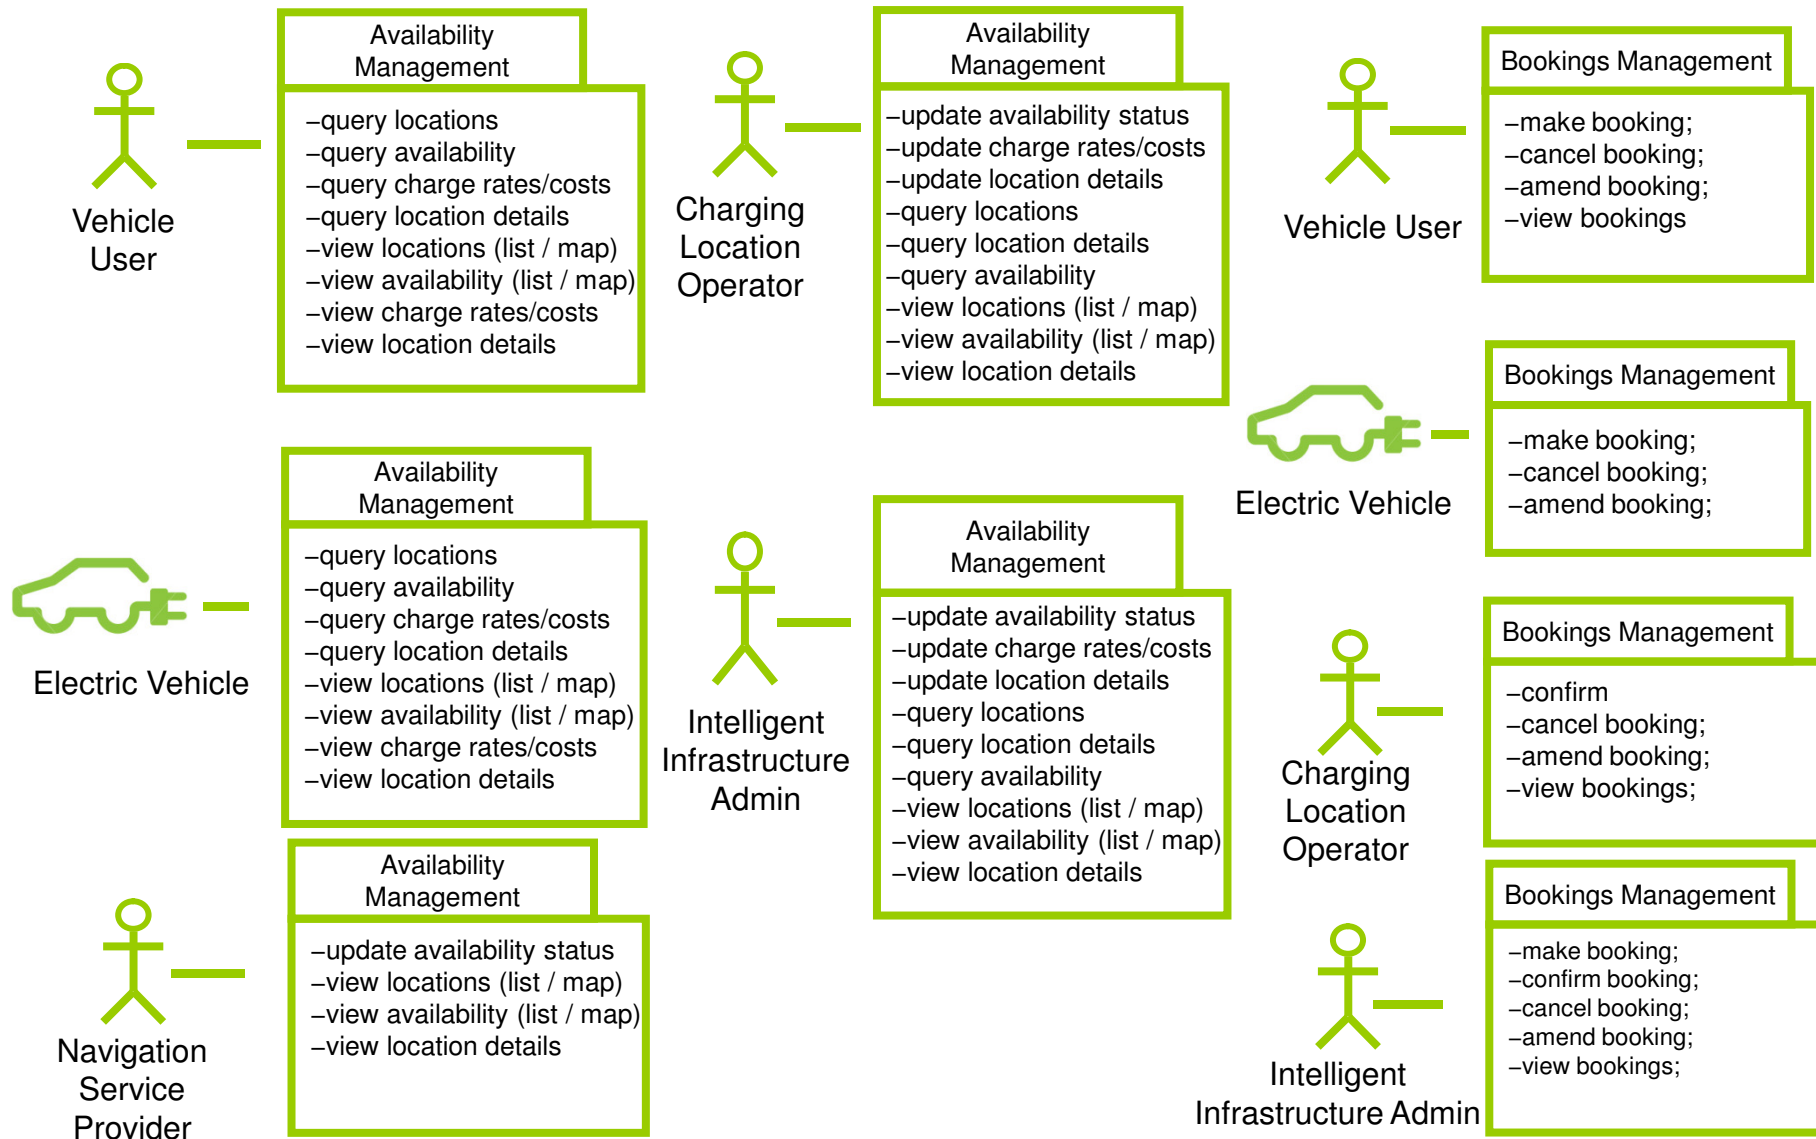 Availability
Management
–query locations
–query availability
–query charge rates/costs
–query location details
–view locations (list / map)
–view availability (list / map)
–view charge rates/costs
–view location details
Vehicle
User
Availability
Management
–update availability status
–update charge rates/costs
–update location details
–query locations
–query location details
–query availability
–view locations (list / map)
–view availability (list / map)
–view location details
Charging
Location
Operator
Bookings Management
–make booking;
–cancel booking;
–amend booking;
–view bookings
Vehicle User
Bookings Management
–make booking;
–cancel booking;
–amend booking;
Electric Vehicle
Availability
Management
–query locations
–query availability
–query charge rates/costs
–query location details
–view locations (list / map)
–view availability (list / map)
–view charge rates/costs
–view location details
Electric Vehicle
Availability
Management
–update availability status
–update charge rates/costs
–update location details
–query locations
–query location details
–query availability
–view locations (list / map)
–view availability (list / map)
–view location details
Intelligent
Infrastructure
Admin
Bookings Management
–confirm
–cancel booking;
–amend booking;
–view bookings;
Charging
Location
Operator
Availability
Management
–update availability status
–view locations (list / map)
–view availability (list / map)
–view location details
Navigation
Service
Provider
Bookings Management
–make booking;
–confirm booking;
–cancel booking;
–amend booking;
–view bookings;
Intelligent
Infrastructure Admin